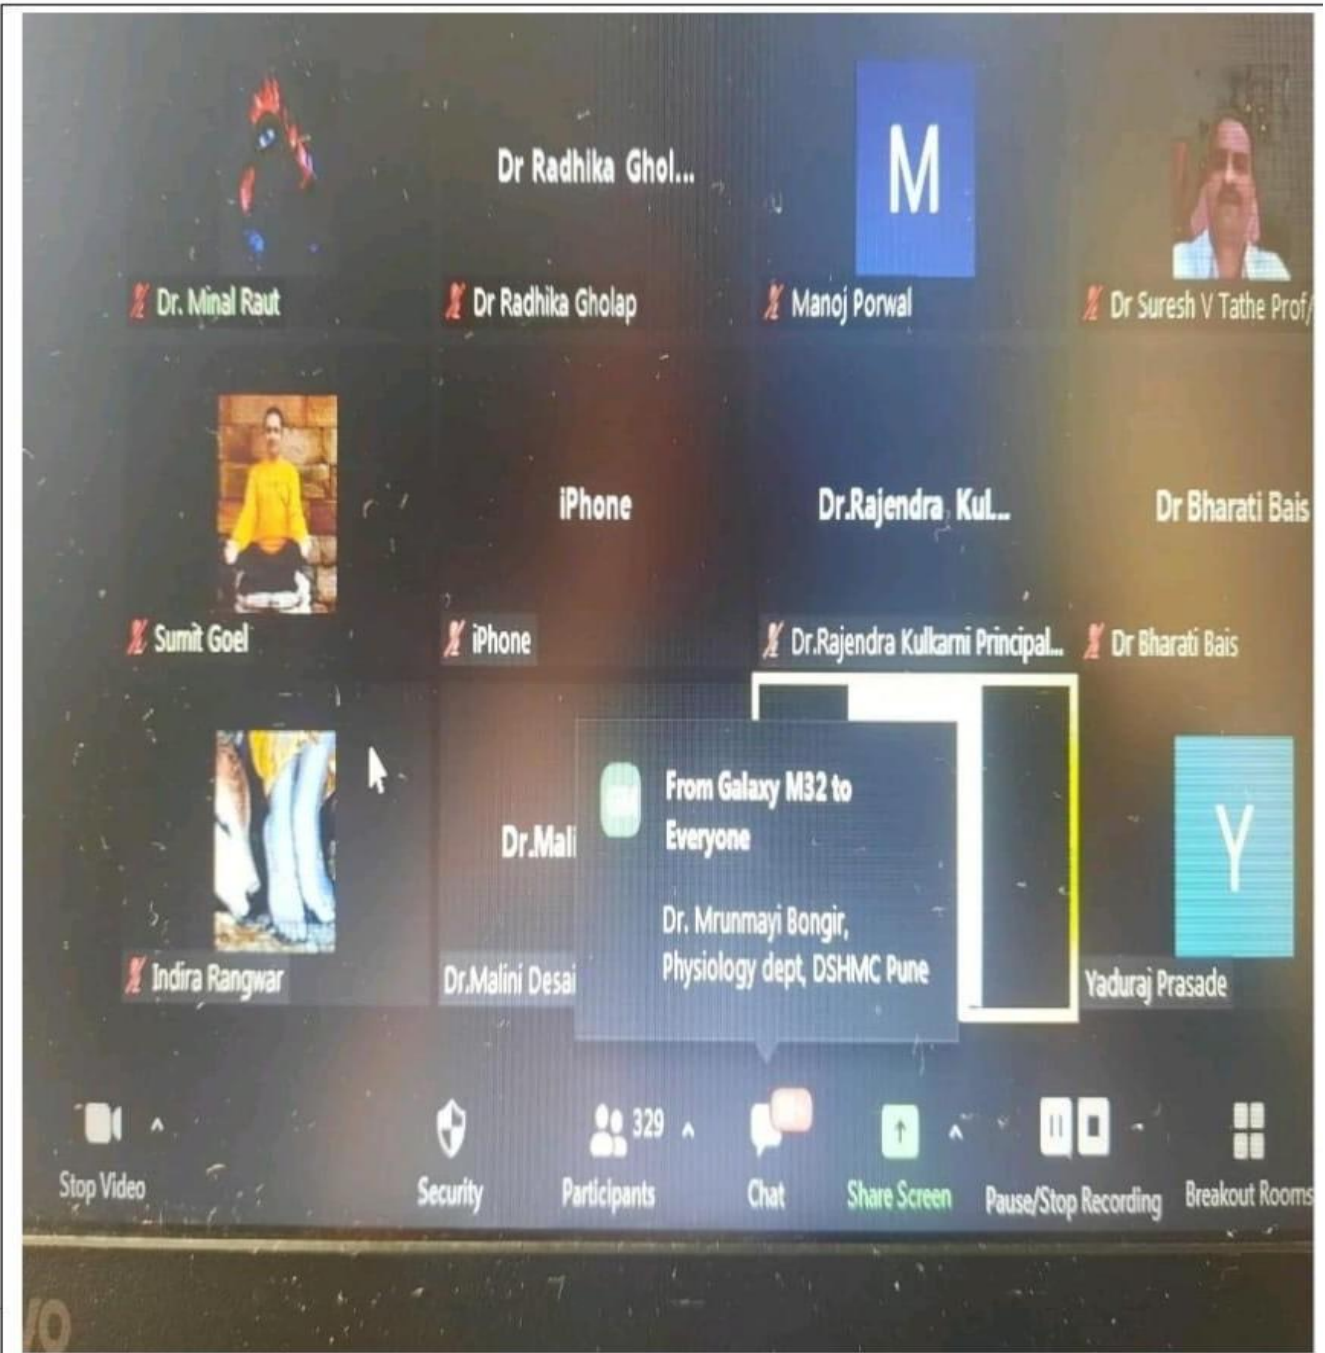 Dr Radhika Ghol...
M
Dr. Minal Raut
Dr Radhika Gholap
Manoj Porwal
Dr Suresh V Tathe Prof/
iPhone
Dr.Rajendra Kul...
Dr Bharati Bais
Sumit Goel
iPhone
Dr.Rajendra Kulkarni Principal...
Dr Bharati Bais
From Galaxy M32 to
Everyone
Dr.Mali
Y
Dr. Mrunmayi Bongir,
Physiology dept, DSHMC Pune
Indira Rangwar
Dr.Malini Desai
Yaduraj Prasade
329
Stop Video
Security
Participants
Chat
Share Screen
Pause/Stop Recording
Breakout Rooms
vo